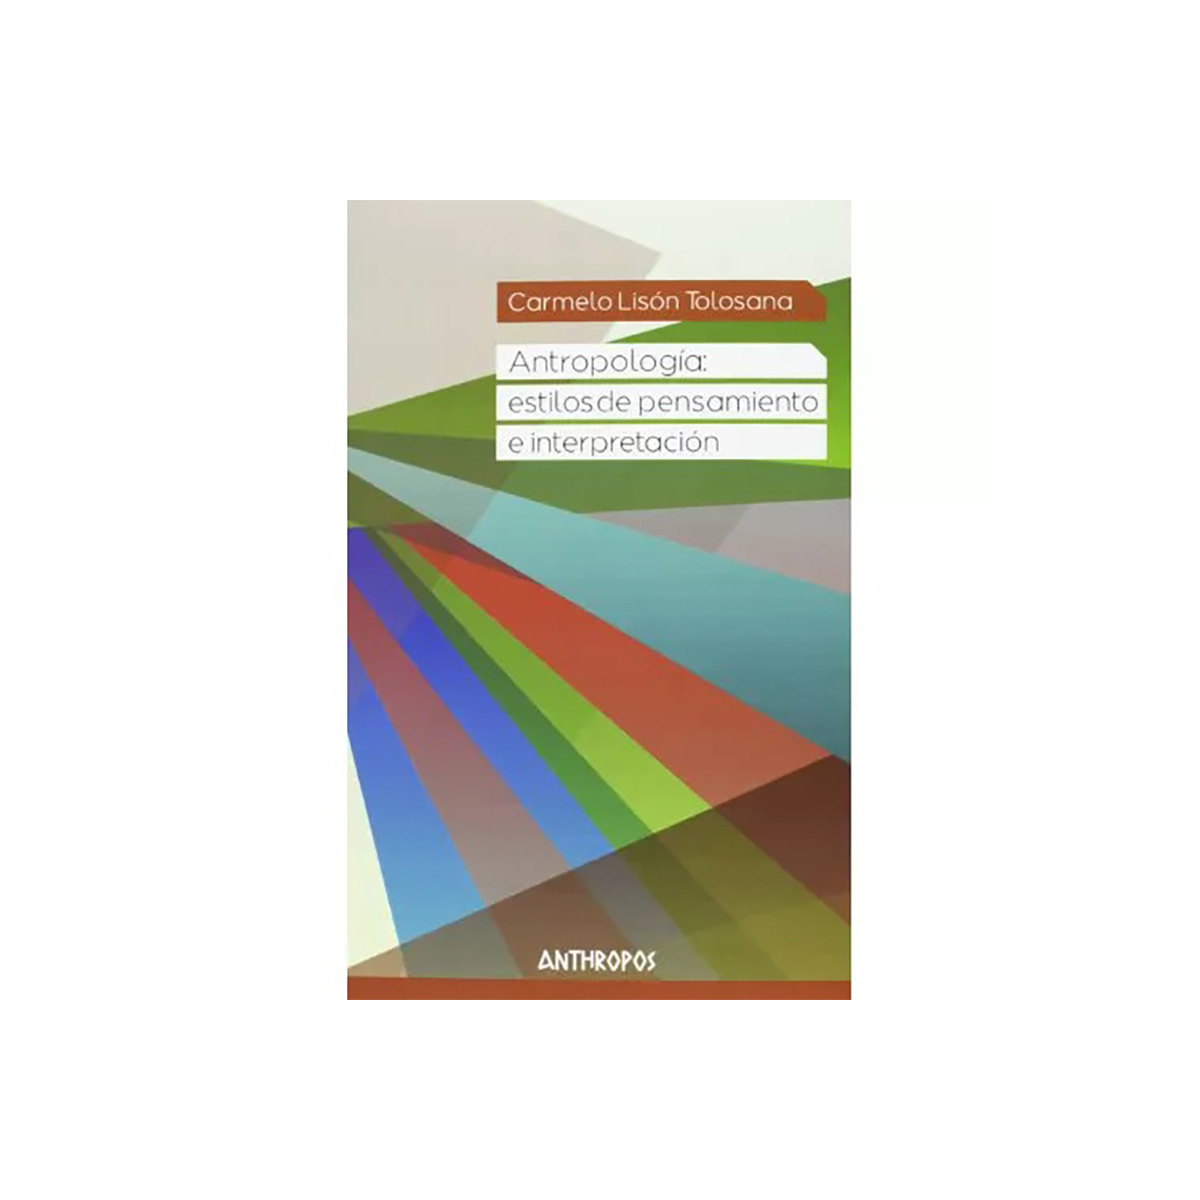 Carmelo Lisón Tolosana
Antropología:
estilos de pensamiento
e interpretación
ANTHROPOS